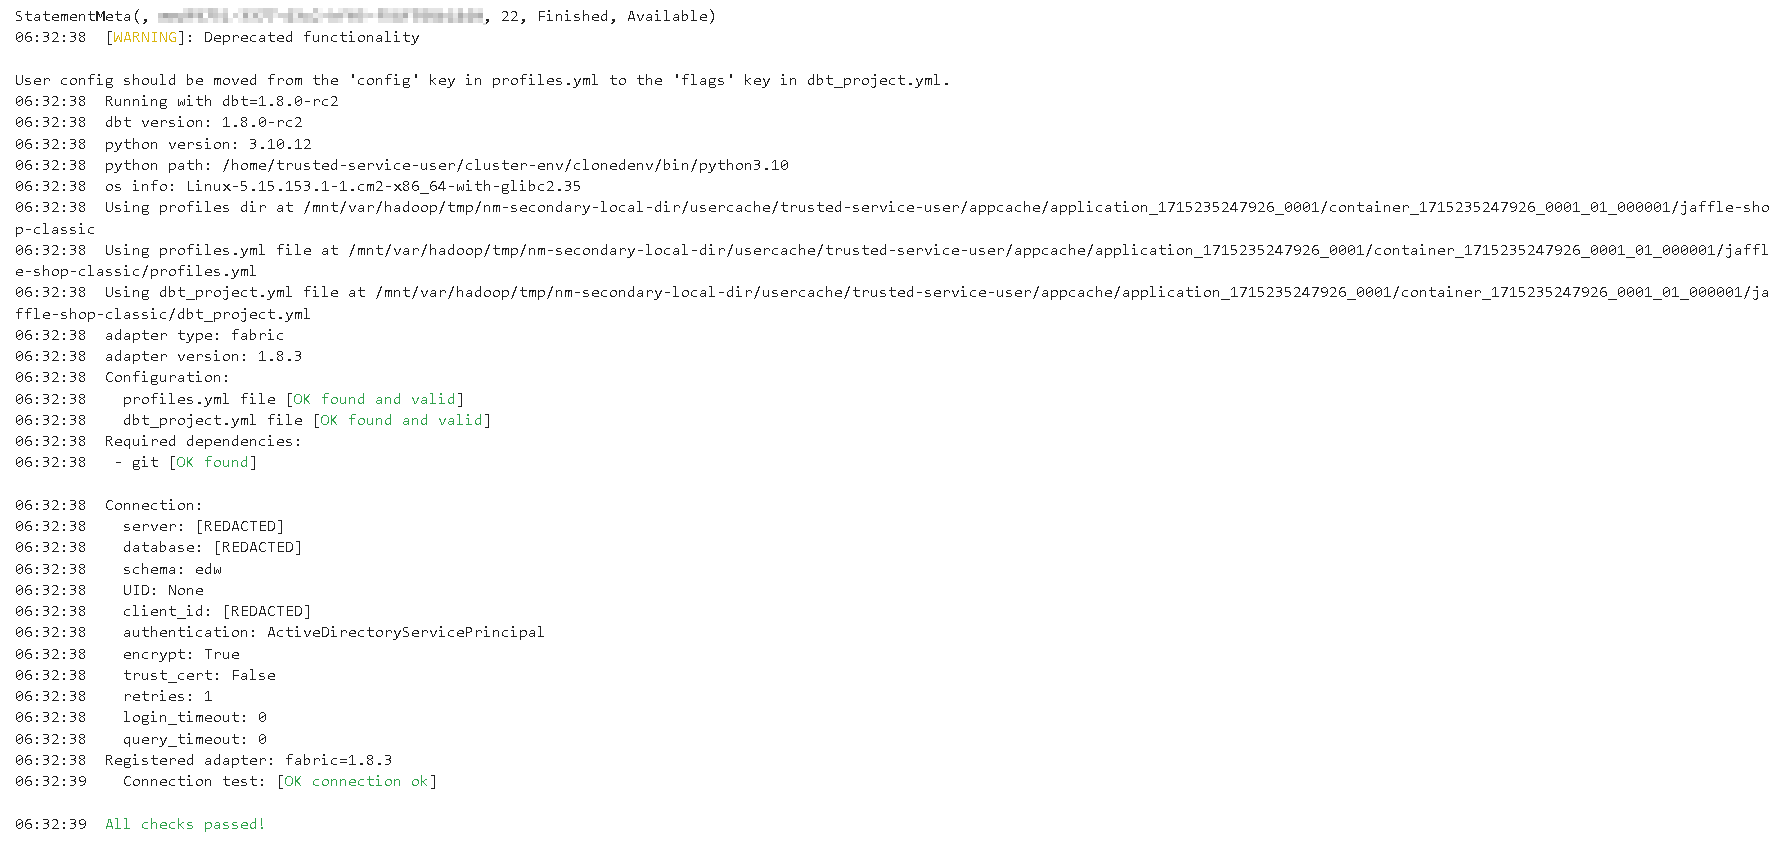 StatementMeta(, , 22, Finished, Available)
06:32:38  [WARNING]: Deprecated functionality
User config should be moved from the 'config' key in profiles.yml to the 'flags' key in dbt_project.yml.
06:32:38  Running with dbt=1.8.0-rc2
06:32:38  dbt version: 1.8.0-rc2
06:32:38  python version: 3.10.12
06:32:38  python path: /home/trusted-service-user/cluster-env/clonedenv/bin/python3.10
06:32:38  os info: Linux-5.15.153.1-1.cm2-x86_64-with-glibc2.35
06:32:38  Using profiles dir at /mnt/var/hadoop/tmp/nm-secondary-local-dir/usercache/trusted-service-user/appcache/application_1715235247926_0001/container_1715235247926_0001_01_000001/jaffle-sho
p-classic
06:32:38  Using profiles.yml file at /mnt/var/hadoop/tmp/nm-secondary-local-dir/usercache/trusted-service-user/appcache/application_1715235247926_0001/container_1715235247926_0001_01_000001/jaffl
e-shop-classic/profiles.yml
06:32:38  Using dbt_project.yml file at /mnt/var/hadoop/tmp/nm-secondary-local-dir/usercache/trusted-service-user/appcache/application_1715235247926_0001/container_1715235247926_0001_01_000001/ja
ffle-shop-classic/dbt_project.yml
06:32:38  adapter type: fabric
06:32:38  adapter version: 1.8.3
06:32:38  Configuration:
06:32:38    profiles.yml file [OK found and valid]
06:32:38    dbt_project.yml file [OK found and valid]
06:32:38  Required dependencies:
06:32:38   - git [OK found]
06:32:38  Connection:
06:32:38    server: [REDACTED]
06:32:38    database: [REDACTED]
06:32:38    schema: edw
06:32:38    UID: None
06:32:38    client_id: [REDACTED]
06:32:38    authentication: ActiveDirectoryServicePrincipal
06:32:38    encrypt: True
06:32:38    trust_cert: False
06:32:38    retries: 1
06:32:38    login_timeout: 0
06:32:38    query_timeout: 0
06:32:38  Registered adapter: fabric=1.8.3
06:32:39    Connection test: [OK connection ok]
06:32:39  All checks passed!